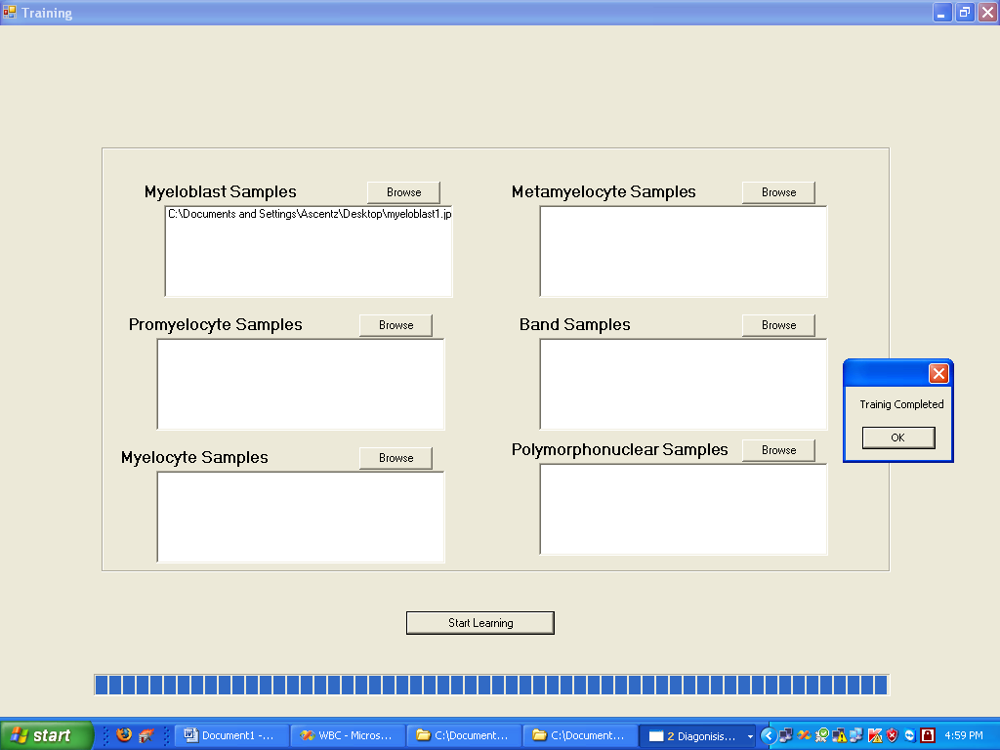 Training
Myeloblast Samples
Browse
C:\Documents and Settings\Ascentz\Desktop\myeloblast1.jp
Metamyelocyte Samples
Browse
Promyelocyte Samples
Browse
Band Samples
Browse
Myelocyte Samples
Browse
Polymorphonuclear Samples
Browse
Trainig Completed
OK
Start Learning
start
Document1 -...
WBC - Micros...
C:\Document...
C:\Document...
2 Diagonisis...
4:59 PM